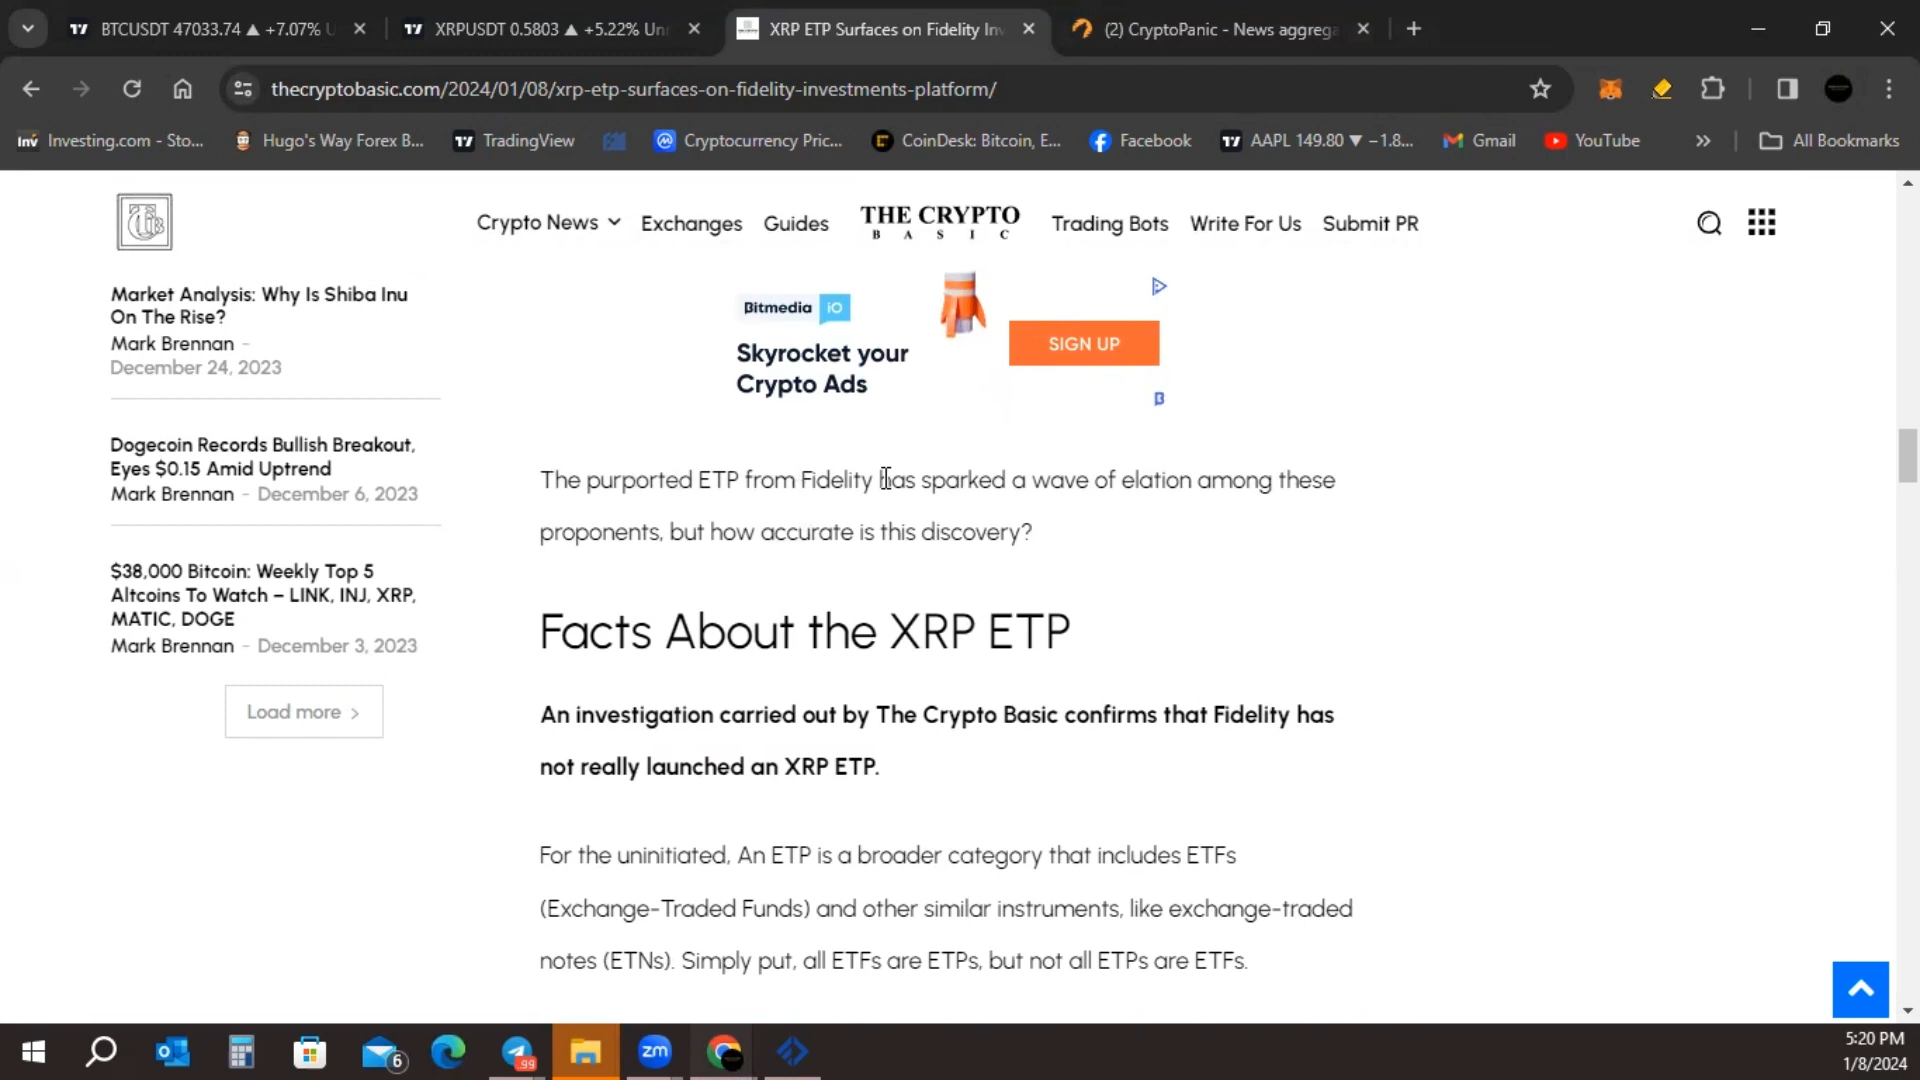 BTCUSDT 47033.74 ▲ +7.07% U
XRPUSDT 0.5803 ▲ +5.22% Unr
XRP ETP Surfaces on Fidelity Inv
(2) CryptoPanic - News aggrega
thecryptobasic.com/2024/01/08/xrp-etp-surfaces-on-fidelity-investments-platform/
Inv Investing.com - Sto...
Hugo's Way Forex B...
TradingView
Cryptocurrency Pric...
CoinDesk: Bitcoin, E...
Facebook
AAPL 149.80 ▼ −1.8...
Gmail
YouTube
»
All Bookmarks
Crypto News
Exchanges
Guides
THE CRYPTO
BASIC
Trading Bots
Write For Us
Submit PR
Market Analysis: Why Is Shiba Inu
On The Rise?
Mark Brennan -
December 24, 2023
Dogecoin Records Bullish Breakout,
Eyes $0.15 Amid Uptrend
Mark Brennan - December 6, 2023
$38,000 Bitcoin: Weekly Top 5
Altcoins To Watch – LINK, INJ, XRP,
MATIC, DOGE
Mark Brennan - December 3, 2023
Load more >
Bitmedia iO
Skyrocket your
Crypto Ads
SIGN UP
The purported ETP from Fidelity has sparked a wave of elation among these
proponents, but how accurate is this discovery?
Facts About the XRP ETP
An investigation carried out by The Crypto Basic confirms that Fidelity has
not really launched an XRP ETP.
For the uninitiated, An ETP is a broader category that includes ETFs
(Exchange-Traded Funds) and other similar instruments, like exchange-traded
notes (ETNs). Simply put, all ETFs are ETPs, but not all ETPs are ETFs.
6
99
zm
5:20 PM
1/8/2024